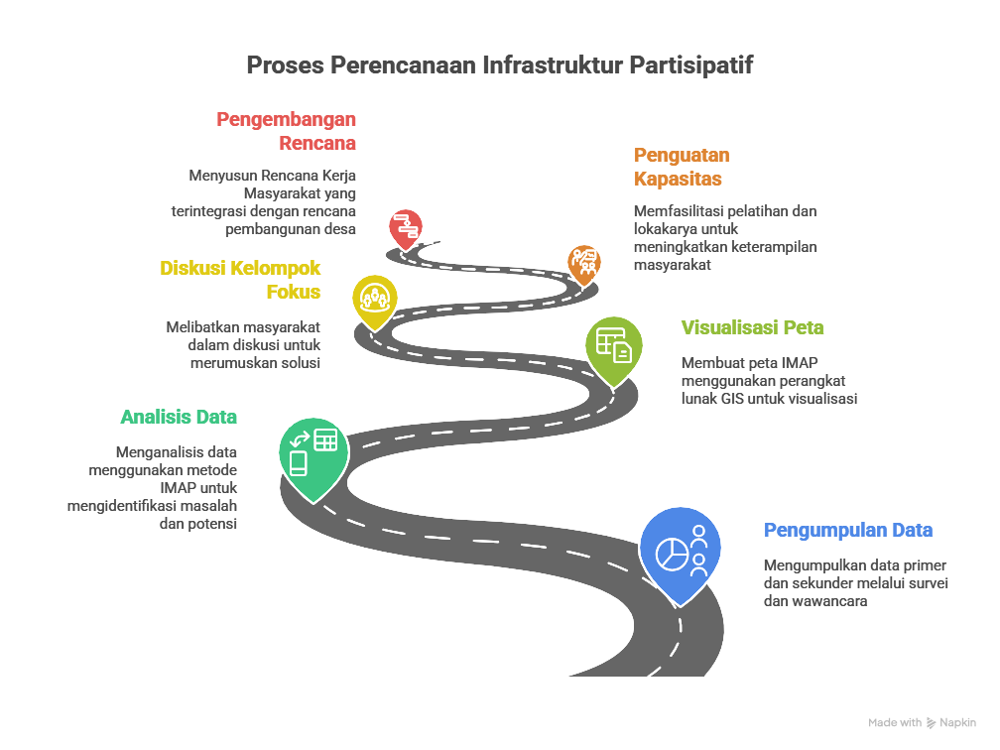 Proses Perencanaan Infrastruktur Partisipatif
Pengembangan
Rencana
Menyusun Rencana Kerja
Masyarakat yang
terintegrasi dengan rencana
pembangunan desa
Penguatan
Kapasitas
Memfasilitasi pelatihan dan
lokakarya untuk
meningkatkan keterampilan
masyarakat
Diskusi Kelompok
Fokus
Melibatkan masyarakat
dalam diskusi untuk
merumuskan solusi
Visualisasi Peta
Membuat peta IMAP
menggunakan perangkat
lunak GIS untuk visualisasi
Analisis Data
Menganalisis data
menggunakan metode
IMAP untuk
mengidentifikasi masalah
dan potensi
Pengumpulan Data
Mengumpulkan data primer
dan sekunder melalui survei
dan wawancara
Made with Napkin